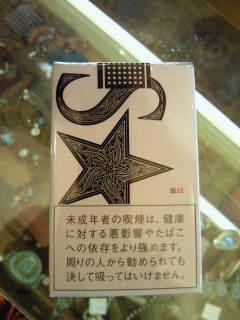 S
SS LE
未成年者の喫煙は、健康
に対する悪影響やたばこ
への依存をより強めます。
周りの人から勧められても
決して吸ってはいけません。